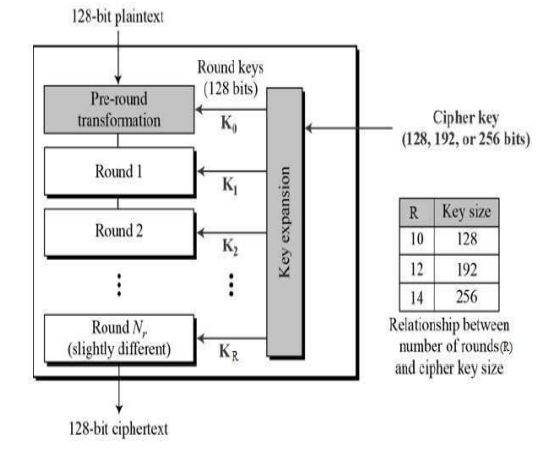 128-bit plaintext
Round keys
(128 bits)
Pre-round
transformation
K₀
Cipher key
(128, 192, or 256 bits)
Round 1
K₁
Key expansion
Round 2
K₂
R Key size
10 128
12 192
14 256
Relationship between
number of rounds(R)
and cipher key size
Round Nᵣ
(slightly different)
K_R
128-bit ciphertext